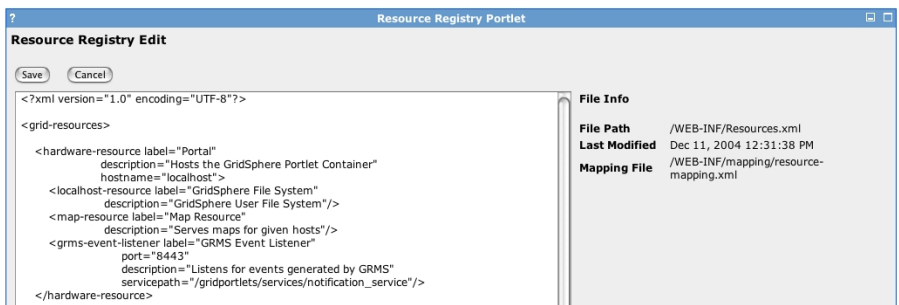 ? Resource Registry Portlet
Resource Registry Edit
Save Cancel
<?xml version="1.0" encoding="UTF-8"?>
<grid-resources>
<hardware-resource label="Portal"
description="Hosts the GridSphere Portlet Container"
hostname="localhost">
<localhost-resource label="GridSphere File System"
description="GridSphere User File System"/>
<map-resource label="Map Resource"
description="Serves maps for given hosts"/>
<grms-event-listener label="GRMS Event Listener"
port="8443"
description="Listens for events generated by GRMS"
servicepath="/gridportlets/services/notification_service"/>
</hardware-resource>
File Info
File Path /WEB-INF/Resources.xml
Last Modified Dec 11, 2004 12:31:38 PM
Mapping File /WEB-INF/mapping/resource-
mapping.xml